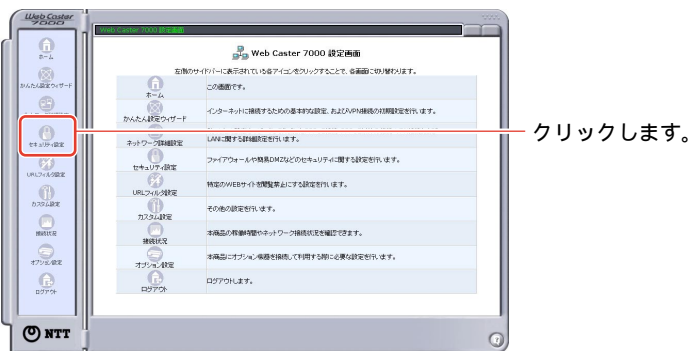 Web Caster
7000
Web Caster 7000 設定画面
Web Caster 7000 設定画面
左側のサイドバーに表示されている各アイコンをクリックすることで、各画面に切り替わります。
ホーム
この画面です。
かんたん設定ウィザード
インターネットに接続するための基本的な設定、およびVPN接続の初期設定を行います。
ネットワーク詳細設定
LANに関する詳細設定を行います。
セキュリティ設定
ファイアウォールや簡易DMZなどのセキュリティに関する設定を行います。
URLフィルタ設定
特定のWEBサイトを閲覧禁止にする設定を行います。
カスタム設定
その他の設定を行います。
接続状況
本商品の稼働時間やネットワーク接続状況を確認できます。
オプション設定
本商品にオプション機器を接続して利用する際に必要な設定を行います。
ログアウト
ログアウトします。
ホーム
かんたん設定ウィザード
セキュリティ設定
URLフィルタ設定
カスタム設定
接続状況
オプション設定
ログアウト
NTT
クリックします。